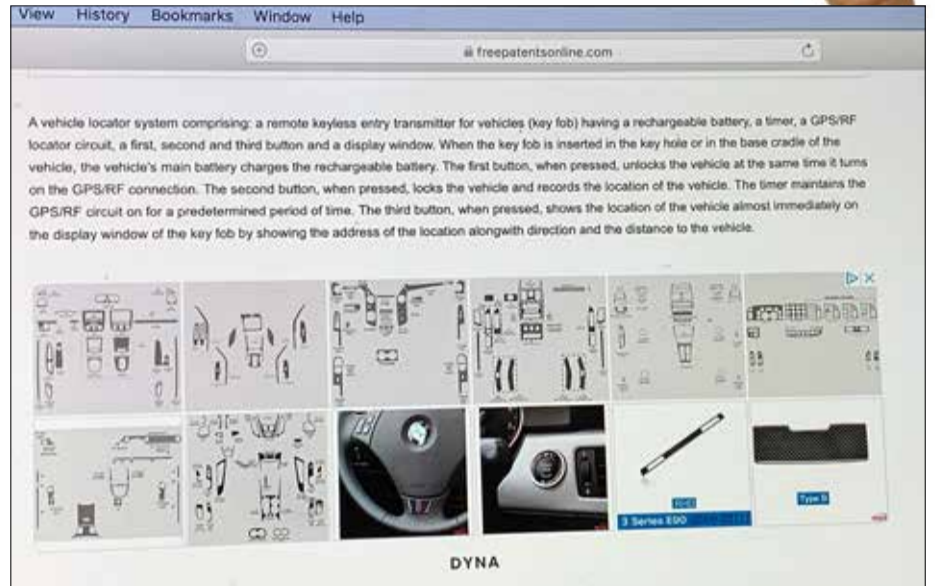 View History Bookmarks Window Help
freepatentsonline.com
A vehicle locator system comprising: a remote keyless entry transmitter for vehicles (key fob) having a rechargeable battery, a timer, a GPS/RF
locator circuit, a first, second and third button and a display window. When the key fob is inserted in the key hole or in the base cradle of the
vehicle, the vehicle's main battery charges the rechargeable battery. The first button, when pressed, unlocks the vehicle at the same time it turns
on the GPS/RF connection. The second button, when pressed, locks the vehicle and records the location of the vehicle. The timer maintains the
GPS/RF circuit on for a predetermined period of time. The third button, when pressed, shows the location of the vehicle almost immediately on
the display window of the key fob by showing the address of the location alongwith direction and the distance to the vehicle.
3 Series E90
DYNA